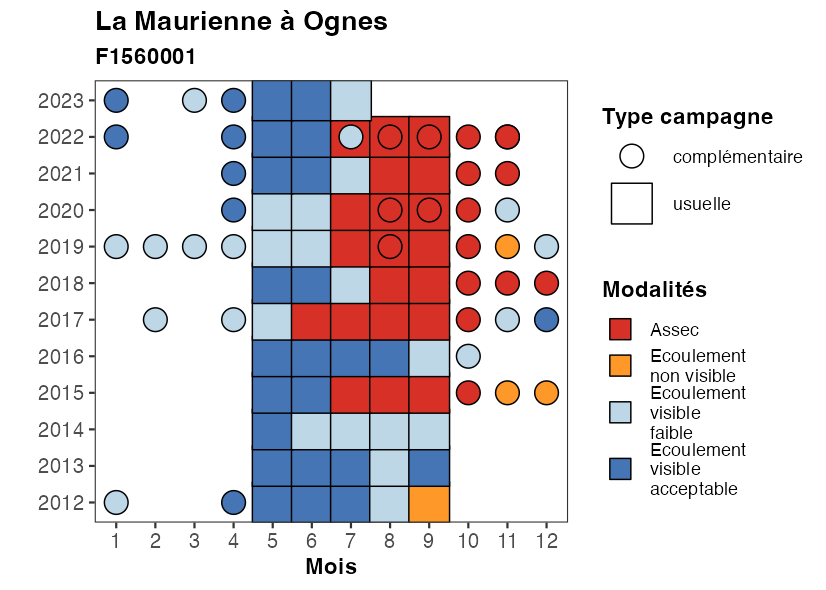 La Maurienne à Ognes
F1560001
2023
2022
2021
2020
2019
2018
2017
2016
2015
2014
2013
2012
1 2 3 4 5 6 7 8 9 10 11 12
Mois
Type campagne
complémentaire
usuelle
Modalités
Assec
Ecoulement
non visible
Ecoulement
visible
faible
Ecoulement
visible
acceptable